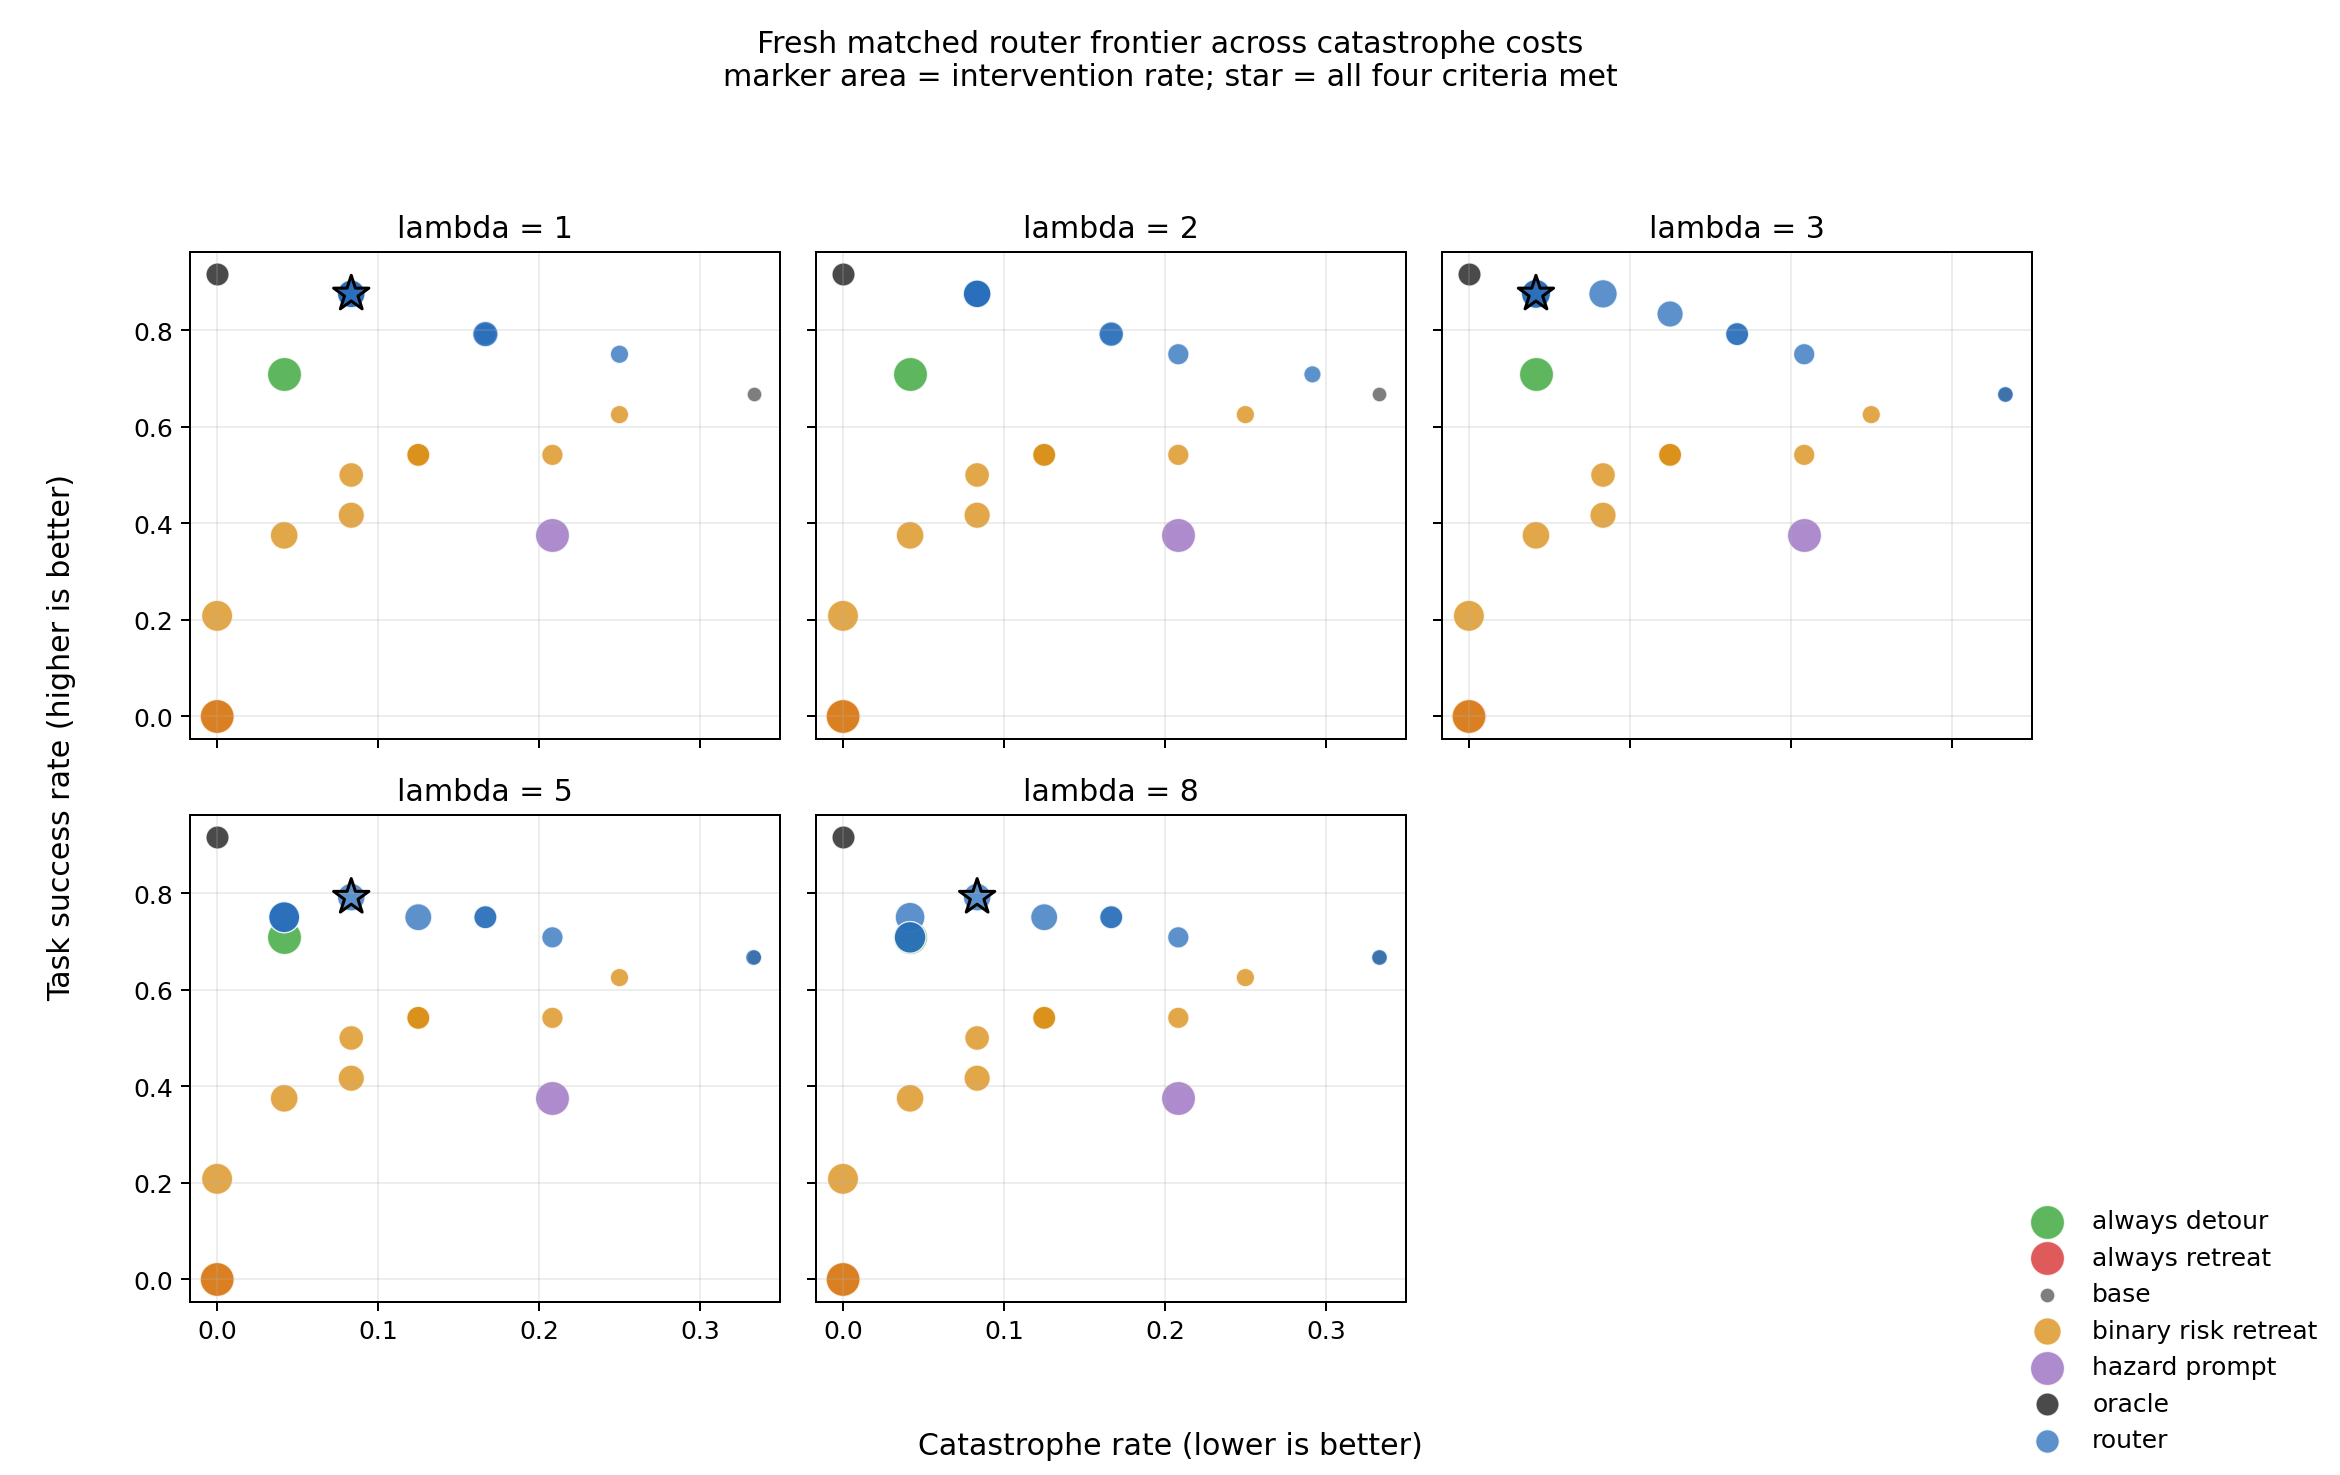 Fresh matched router frontier across catastrophe costs
marker area = intervention rate; star = all four criteria met
lambda = 1
lambda = 2
lambda = 3
0.8
0.6
0.4
0.2
0.0
Task success rate (higher is better)
lambda = 5
lambda = 8
0.8
0.6
0.4
0.2
0.0
0.0 0.1 0.2 0.3
0.0 0.1 0.2 0.3
Catastrophe rate (lower is better)
always detour
always retreat
base
binary risk retreat
hazard prompt
oracle
router